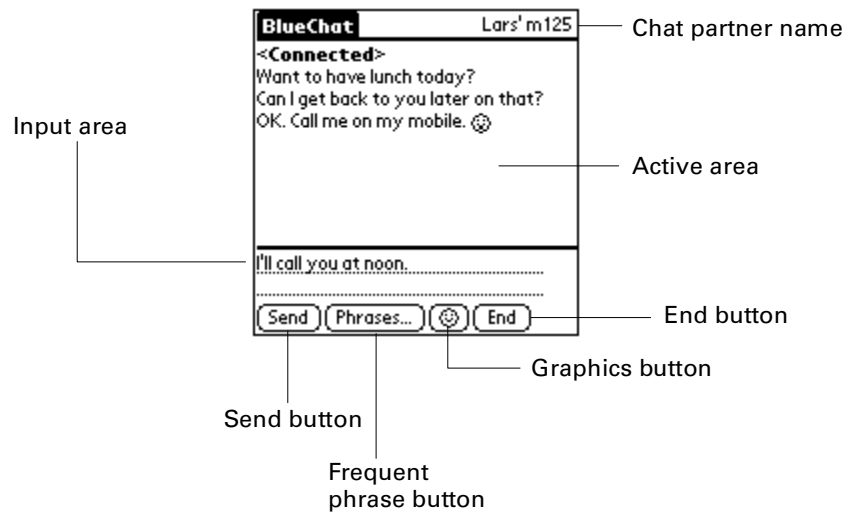 BlueChat Lars' m125 Chat partner name
<Connected>
Want to have lunch today?
Can I get back to you later on that?
OK. Call me on my mobile. ☺
Input area
Active area
I'll call you at noon.
Send Phrases... ☺ End
End button
Graphics button
Send button
Frequent
phrase button